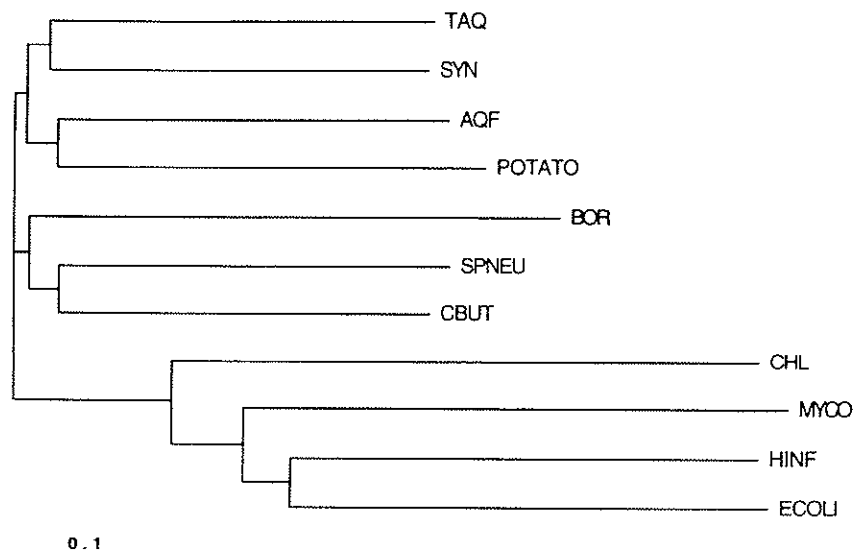 TAQ
SYN
AQF
POTATO
BOR
SPNEU
CBUT
CHL
MYCO
HINF
ECOLI
0.1